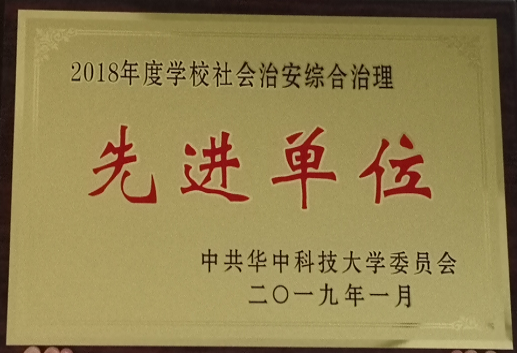 2018年度学校社会治安综合治理
先进单位
中共华中科技大学委员会
二〇一九年一月